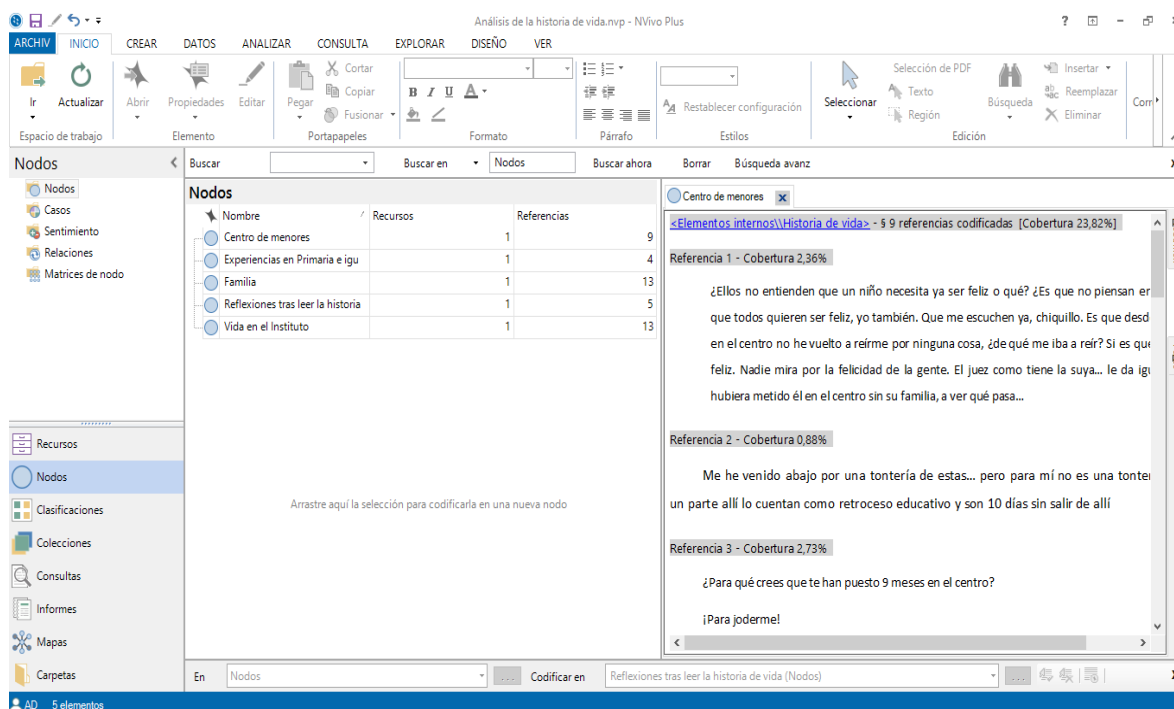 Análisis de la historia de vida.nvp - NVivo Plus
ARCHIV INICIO CREAR DATOS ANALIZAR CONSULTA EXPLORAR DISEÑO VER
Ir Actualizar
Espacio de trabajo
Abrir Propiedades Editar
Elemento
Pegar Cortar
Copiar
Fusionar
Portapapeles
B I U A
Formato
Párrafo
Restablecer configuración
Estilos
Seleccionar
Selección de PDF
Texto
Región
Búsqueda
Insertar
Reemplazar
Eliminar
Edición
Corr
Nodos
Nodos
Casos
Sentimiento
Relaciones
Matrices de nodo
Recursos
Nodos
Clasificaciones
Colecciones
Consultas
Informes
Mapas
Carpetas
Buscar Buscar en Nodos Buscar ahora Borrar Búsqueda avanz
Nodos
Nombre Recursos Referencias
Centro de menores 1 9
Experiencias en Primaria e igu 1 4
Familia 1 13
Reflexiones tras leer la historia 1 5
Vida en el Instituto 1 13
Arrastre aquí la selección para codificarla en una nueva nodo
Centro de menores
<Elementos internos\\Historia de vida> - § 9 referencias codificadas [Cobertura 23,82%]
Referencia 1 - Cobertura 2,36%
¿Ellos no entienden que un niño necesita ya ser feliz o qué? ¿Es que no piensan en
que todos quieren ser feliz, yo también. Que me escuchen ya, chiquillo. Es que desd
en el centro no he vuelto a reírme por ninguna cosa, ¿de qué me iba a reír? Si es que
feliz. Nadie mira por la felicidad de la gente. El juez como tiene la suya... le da igu
hubiera metido él en el centro sin su familia, a ver qué pasa...
Referencia 2 - Cobertura 0,88%
Me he venido abajo por una tontería de estas... pero para mí no es una tonter
un parte allí lo cuentan como retroceso educativo y son 10 días sin salir de allí
Referencia 3 - Cobertura 2,73%
¿Para qué crees que te han puesto 9 meses en el centro?
¡Para joderme!
En Nodos ... Codificar en Reflexiones tras leer la historia de vida (Nodos) ...
AD 5 elementos